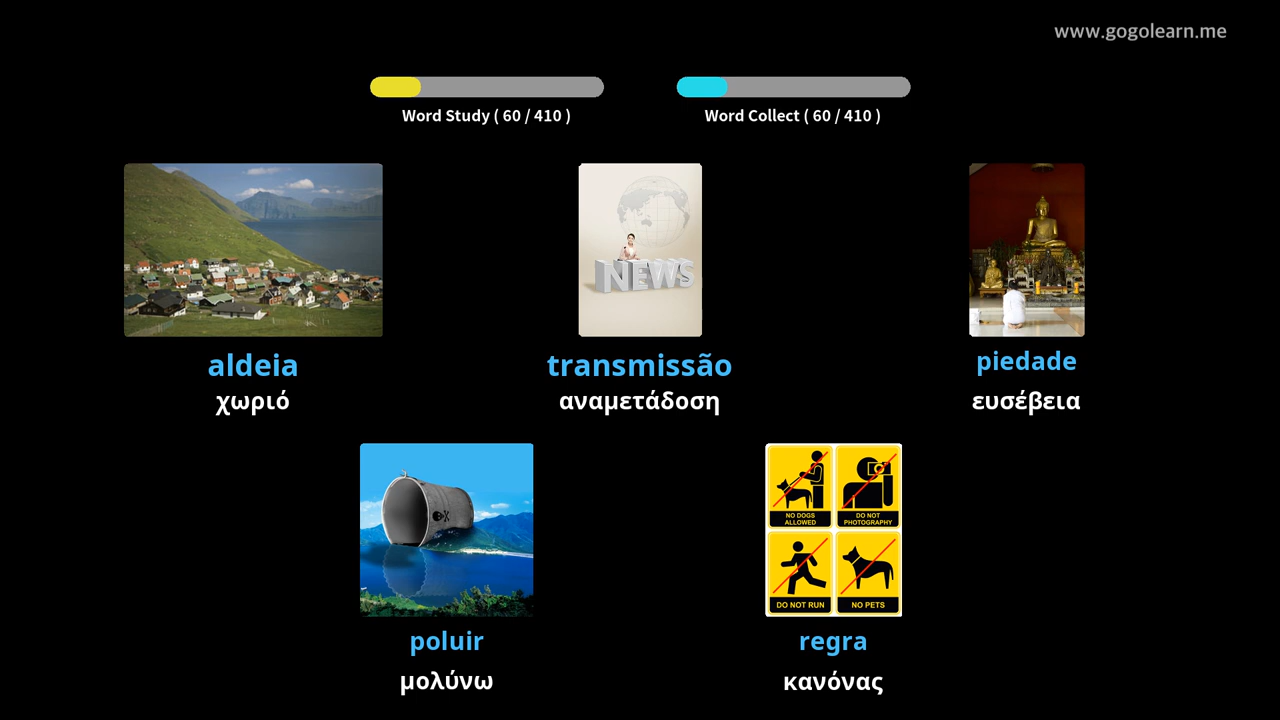 www.gogolearn.me
Word Study ( 60 / 410 )
Word Collect ( 60 / 410 )
NEWS
aldeia
χωριό
transmissão
αναμετάδοση
piedade
ευσέβεια
NO DOGS
ALLOWED
DO NOT
PHOTOGRAPHY
DO NOT RUN
NO PETS
poluir
μολύνω
regra
κανόνας